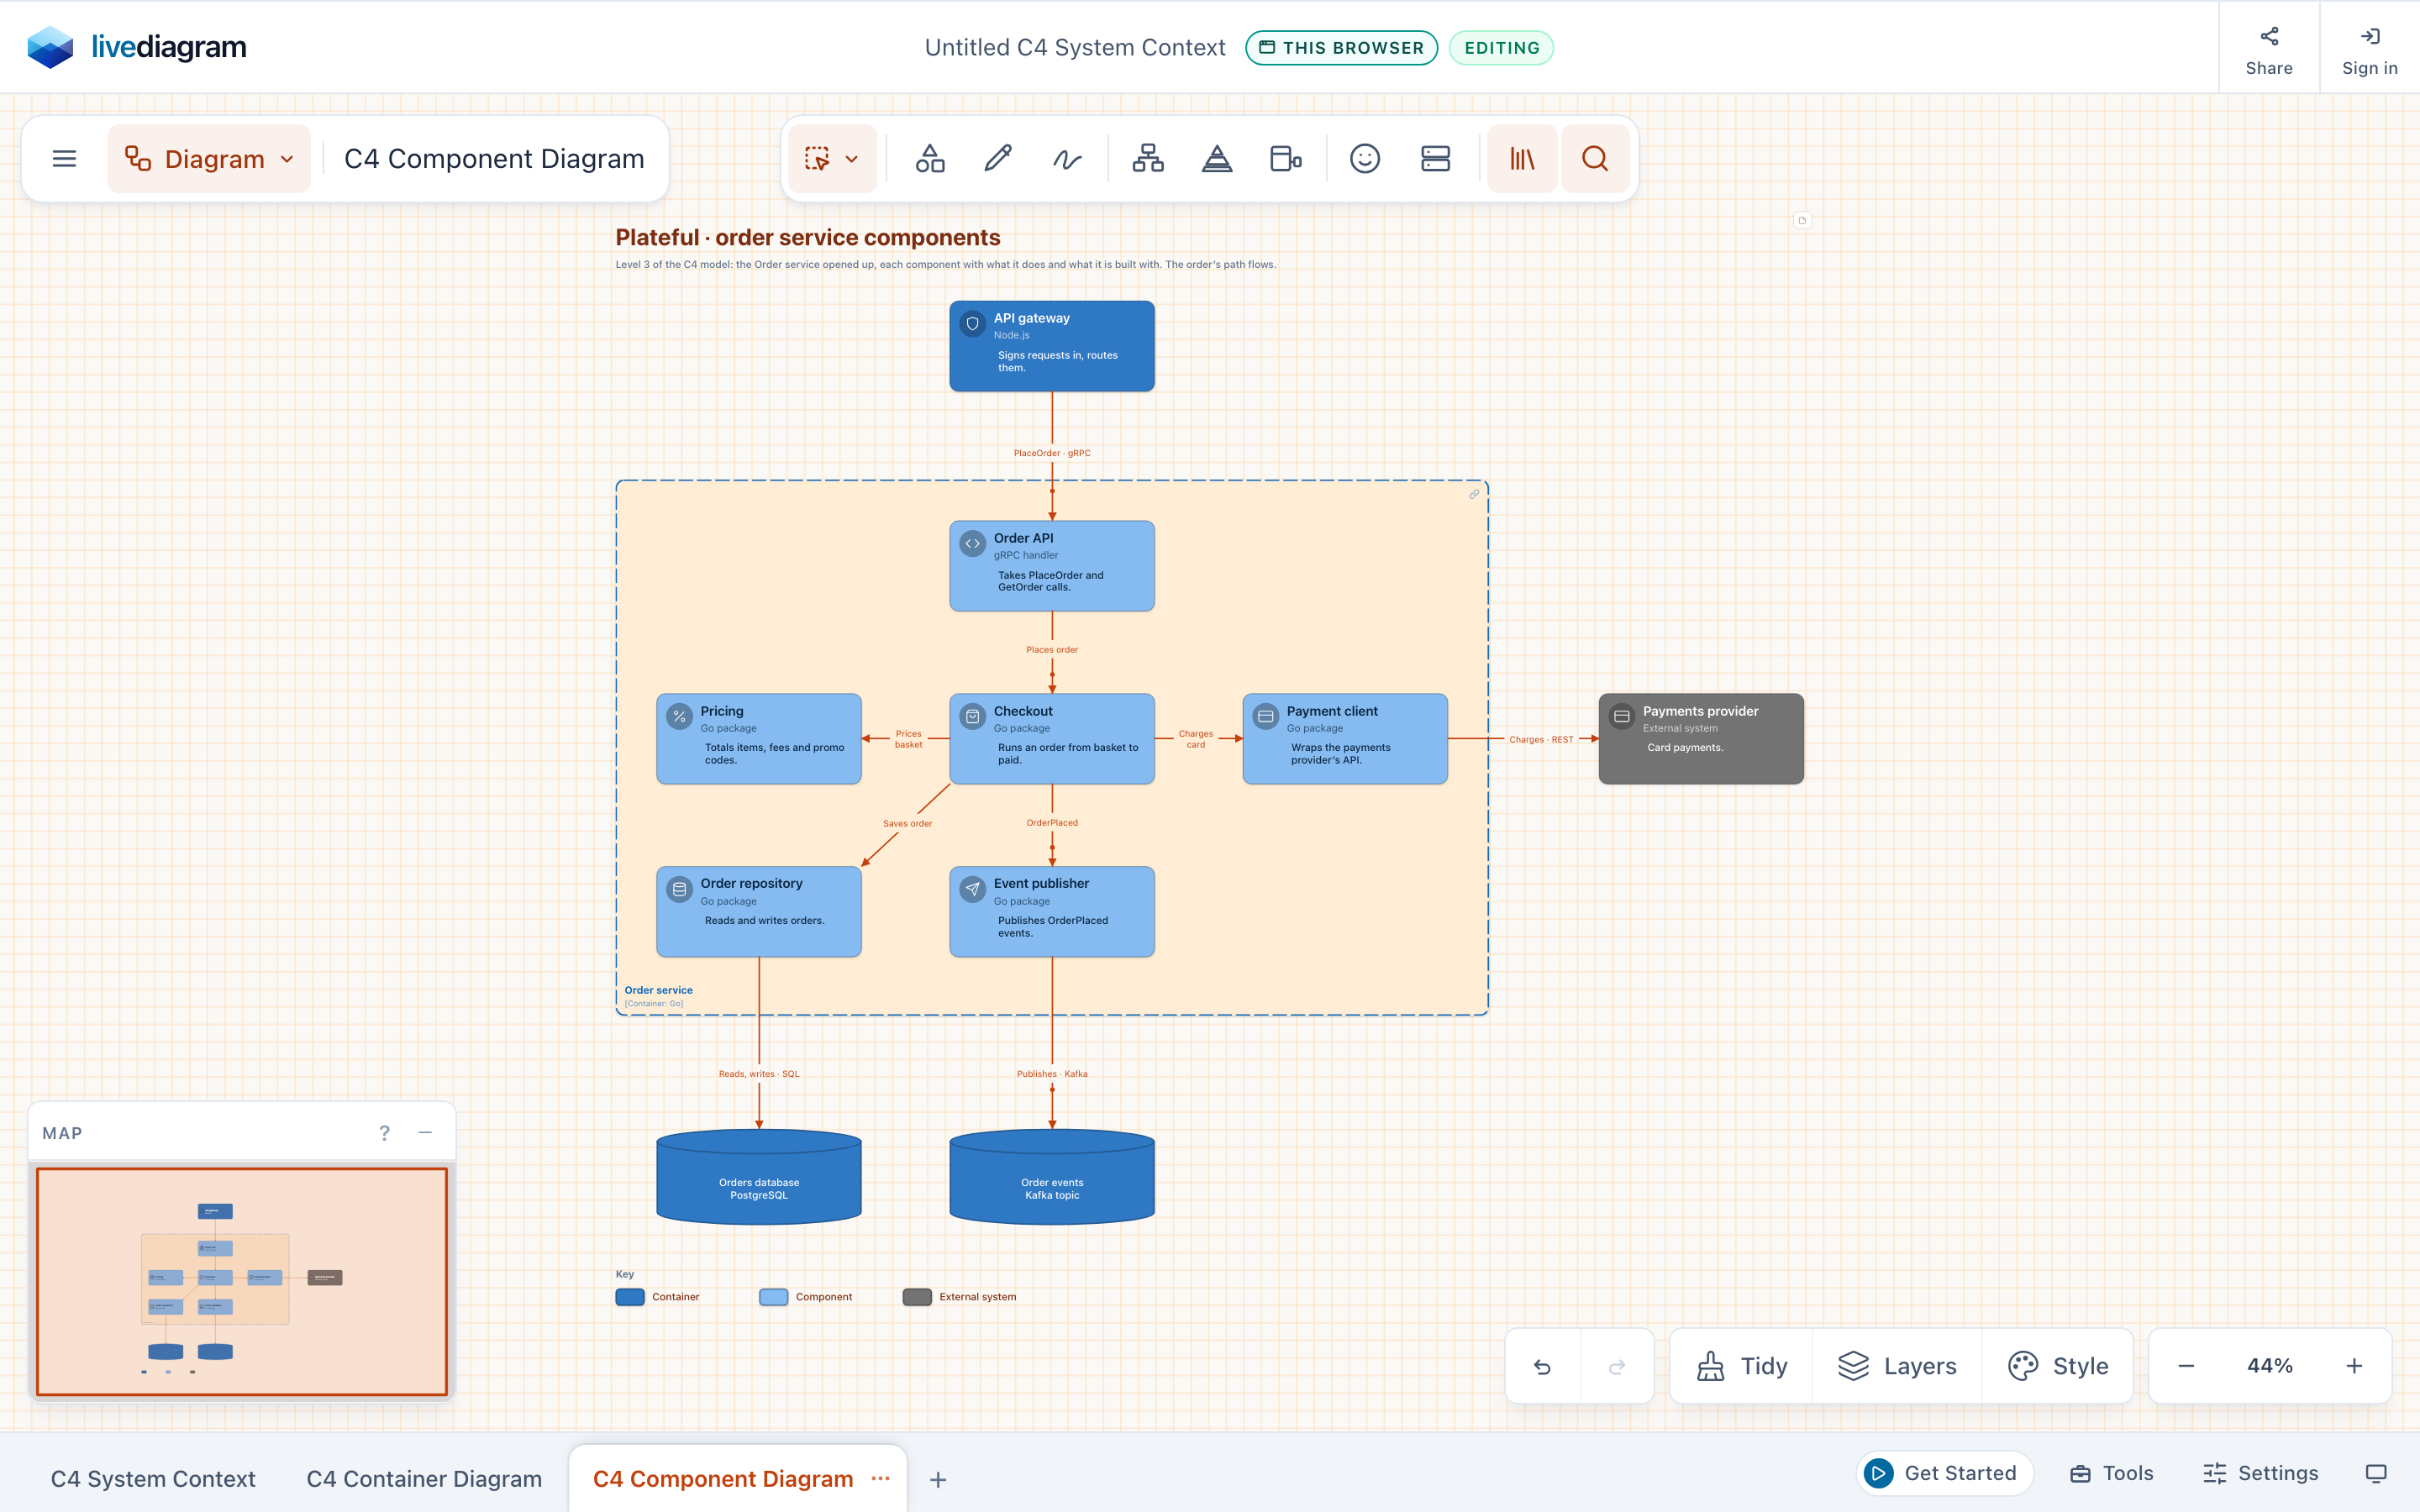 livediagram
Untitled C4 System Context
THIS BROWSER
EDITING
Share
Sign in
Diagram
C4 Component Diagram
Plateful · order service components
Level 3 of the C4 model: the Order service opened up, each component with what it does and what it is built with. The order's path flows.
API gateway
Node.js
Signs requests in, routes
them.
PlaceOrder · gRPC
Order API
gRPC handler
Takes PlaceOrder and
GetOrder calls.
Places order
Pricing
Go package
Totals items, fees and promo
codes.
Prices
basket
Checkout
Go package
Runs an order from basket to
paid.
Charges
card
Payment client
Go package
Wraps the payments
provider's API.
Charges · REST
Payments provider
External system
Card payments.
Saves order
OrderPlaced
Order repository
Go package
Reads and writes orders.
Event publisher
Go package
Publishes OrderPlaced
events.
Order service
[Container: Go]
Reads, writes · SQL
Publishes · Kafka
Orders database
PostgreSQL
Order events
Kafka topic
Key
Container
Component
External system
MAP
?
Tidy
Layers
Style
44%
C4 System Context
C4 Container Diagram
C4 Component Diagram
Get Started
Tools
Settings